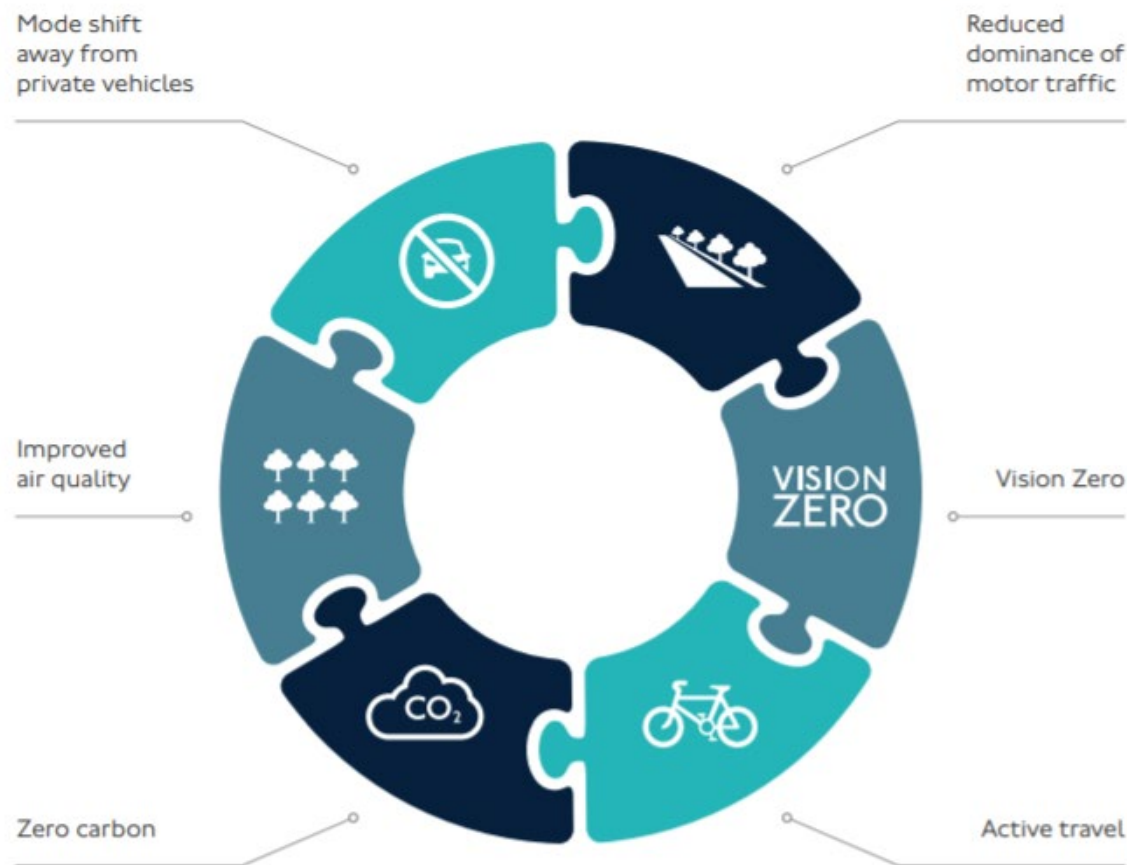 Mode shift
away from
private vehicles
Reduced
dominance of
motor traffic
Improved
air quality
VISION
ZERO
Vision Zero
CO₂
Zero carbon
Active travel